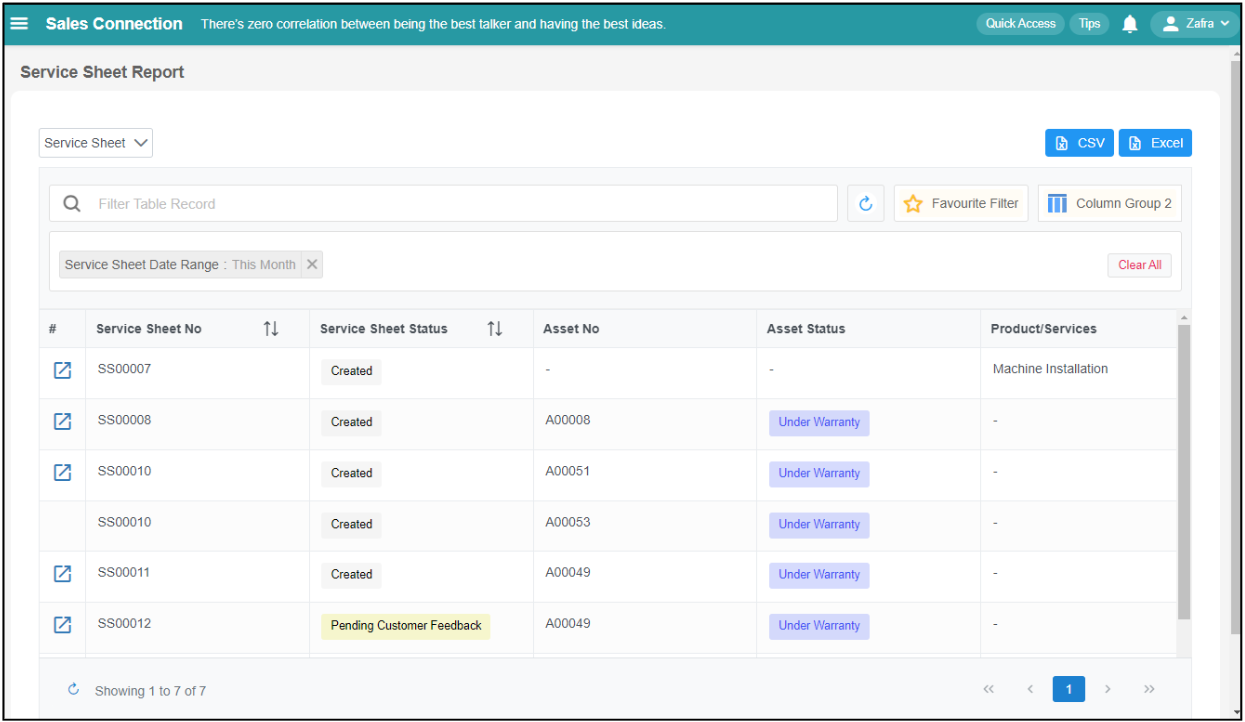 Sales Connection There's zero correlation between being the best talker and having the best ideas. Quick Access Tips Zafra
Service Sheet Report
Service Sheet CSV Excel
Filter Table Record Favourite Filter Column Group 2
Service Sheet Date Range : This Month Clear All
# Service Sheet No Service Sheet Status Asset No Asset Status Product/Services
SS00007 Created - - Machine Installation
SS00008 Created A00008 Under Warranty -
SS00010 Created A00051 Under Warranty -
SS00010 Created A00053 Under Warranty -
SS00011 Created A00049 Under Warranty -
SS00012 Pending Customer Feedback A00049 Under Warranty -
Showing 1 to 7 of 7 1